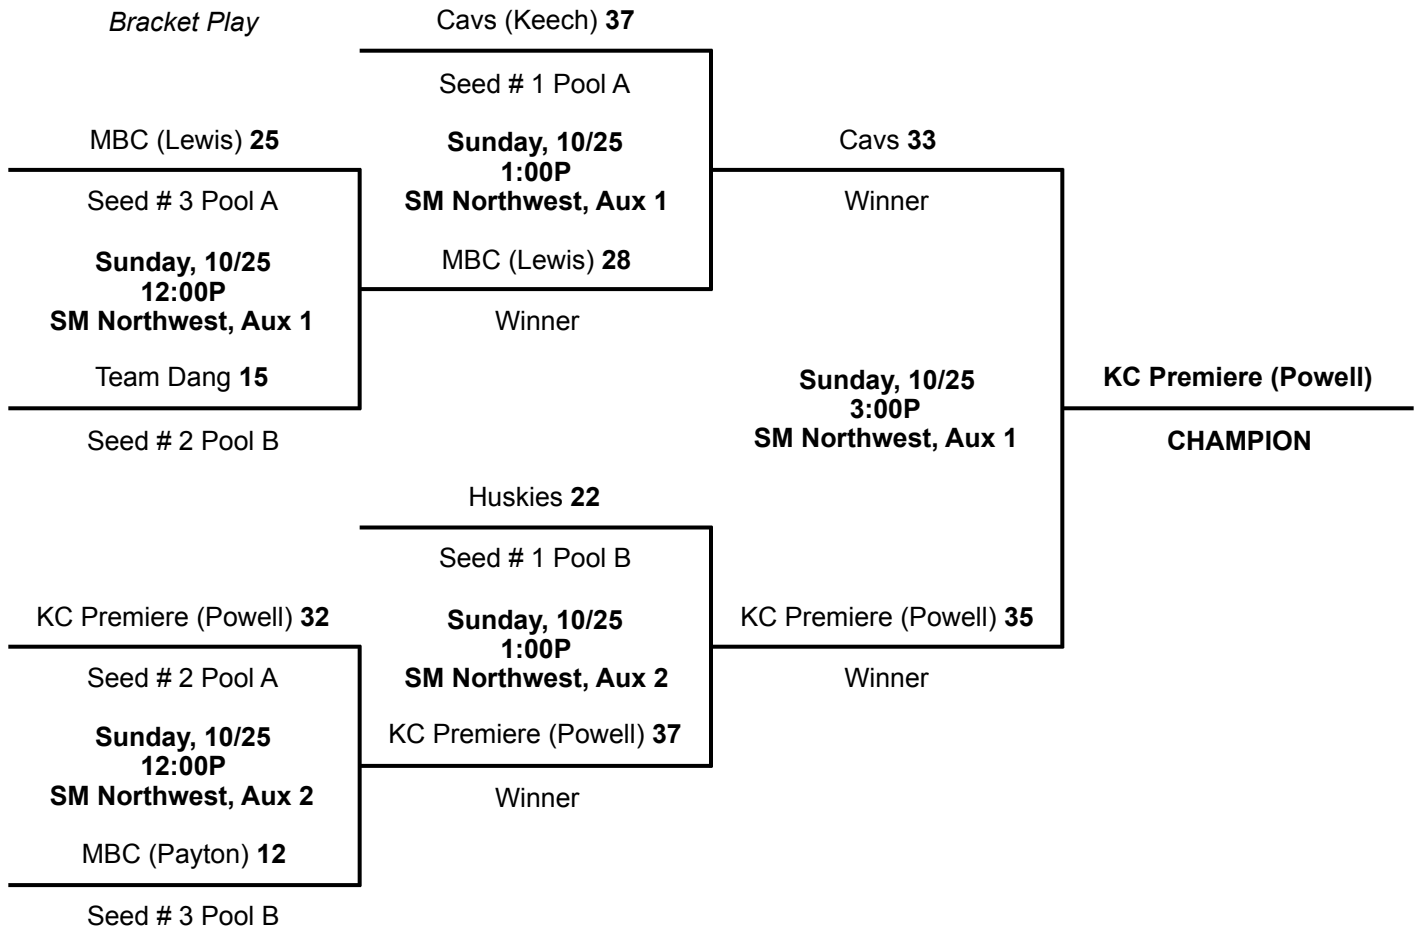 Bracket Play
Cavs (Keech) 37
Seed # 1 Pool A
MBC (Lewis) 25
Seed # 3 Pool A
Sunday, 10/25
12:00P
SM Northwest, Aux 1
Team Dang 15
Seed # 2 Pool B
Sunday, 10/25
1:00P
SM Northwest, Aux 1
MBC (Lewis) 28
Winner
Cavs 33
Winner
Sunday, 10/25
3:00P
SM Northwest, Aux 1
KC Premiere (Powell)
CHAMPION
Huskies 22
Seed # 1 Pool B
KC Premiere (Powell) 32
Seed # 2 Pool A
Sunday, 10/25
12:00P
SM Northwest, Aux 2
MBC (Payton) 12
Seed # 3 Pool B
Sunday, 10/25
1:00P
SM Northwest, Aux 2
KC Premiere (Powell) 37
Winner
KC Premiere (Powell) 35
Winner